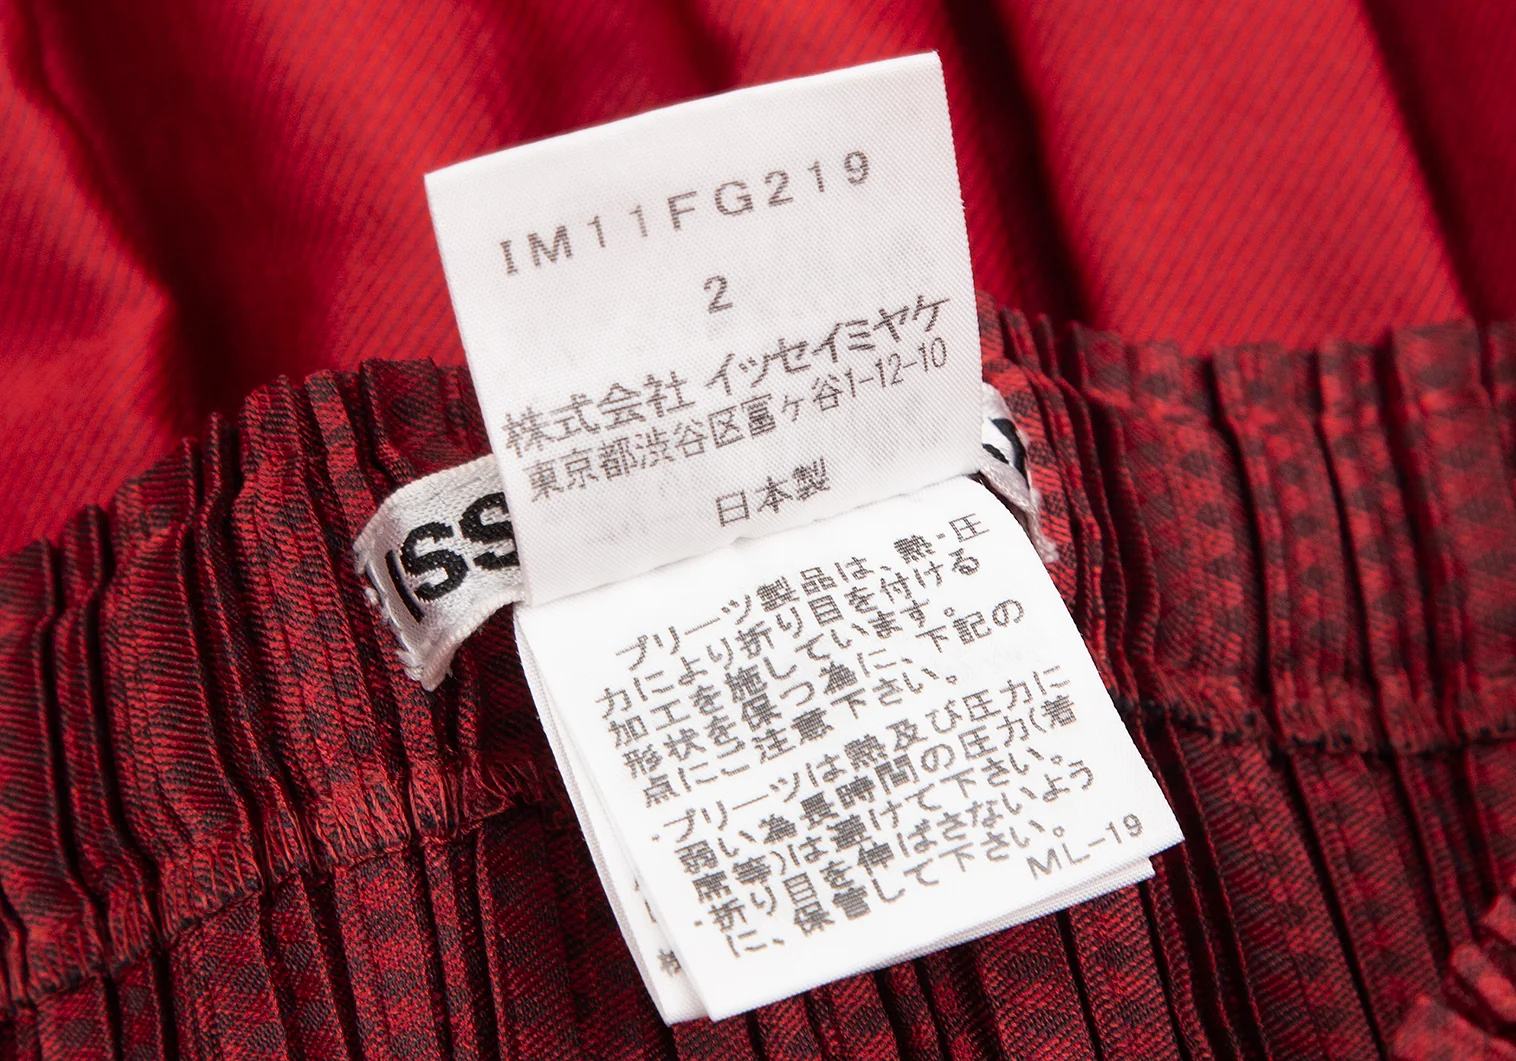 IM11FG219
2
株式会社 イッセイミヤケ
東京都渋谷区富ヶ谷1-12-10
日本製
ISS
プリーツ製品は、熱・圧
力により折り目を付ける
加工を施しています。
形状を保つ為に、下記の
点にご注意下さい。
・プリーツは熱及び圧力に
弱い為長時間の圧力(着
席等)は避けて下さい。
・折り目を伸ばさないよう
に、保管して下さい。
ML-19